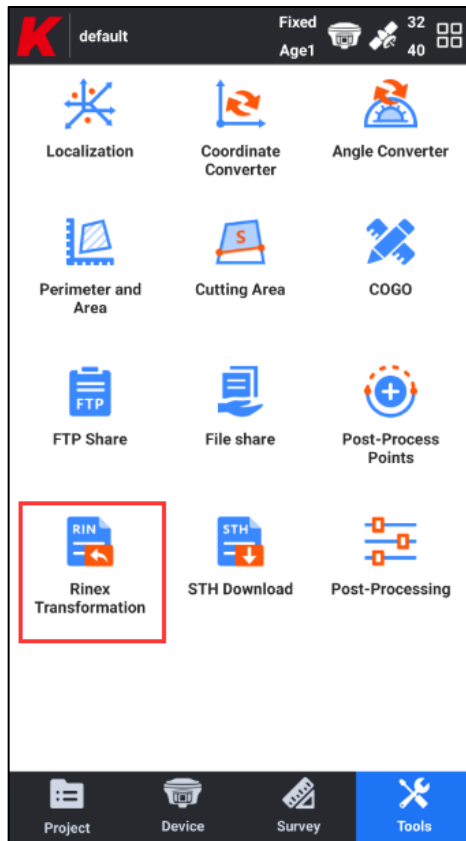 K
default
Fixed
Age1
32
40
Localization
Coordinate
Converter
Angle Converter
Perimeter and
Area
S
Cutting Area
COGO
FTP
FTP Share
File share
Post-Process
Points
RIN
Rinex
Transformation
STH
STH Download
Post-Processing
Project
Device
Survey
Tools